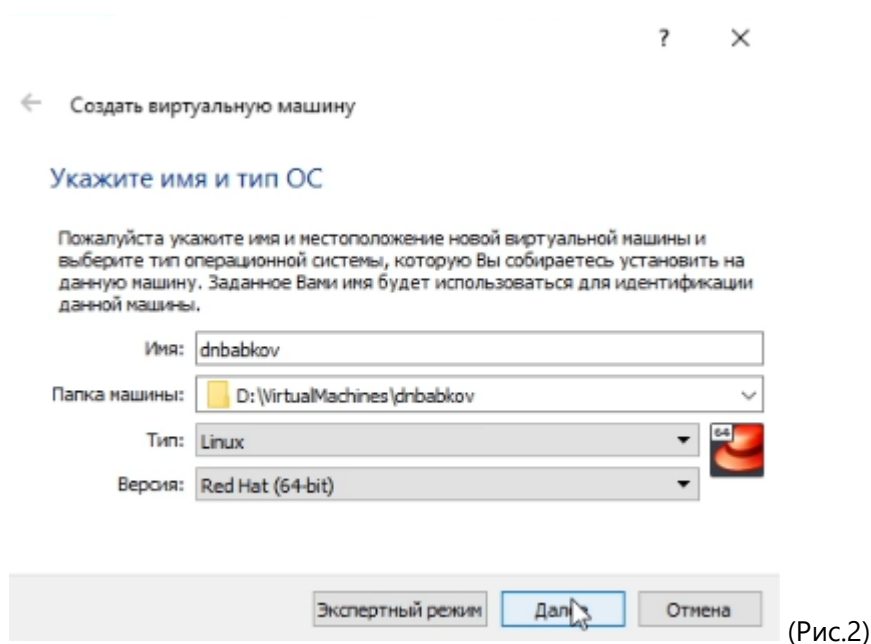 ?
Создать виртуальную машину
Укажите имя и тип ОС
Пожалуйста укажите имя и местоположение новой виртуальной машины и
выберите тип операционной системы, которую Вы собираетесь установить на
данную машину. Заданное Вами имя будет использоваться для идентификации
данной машины.
Имя: dnbabkov
Папка машины: D:\VirtualMachines\dnbabkov
Тип: Linux
64
Версия: Red Hat (64-bit)
Экспертный режим Далее Отмена
(Рис.2)